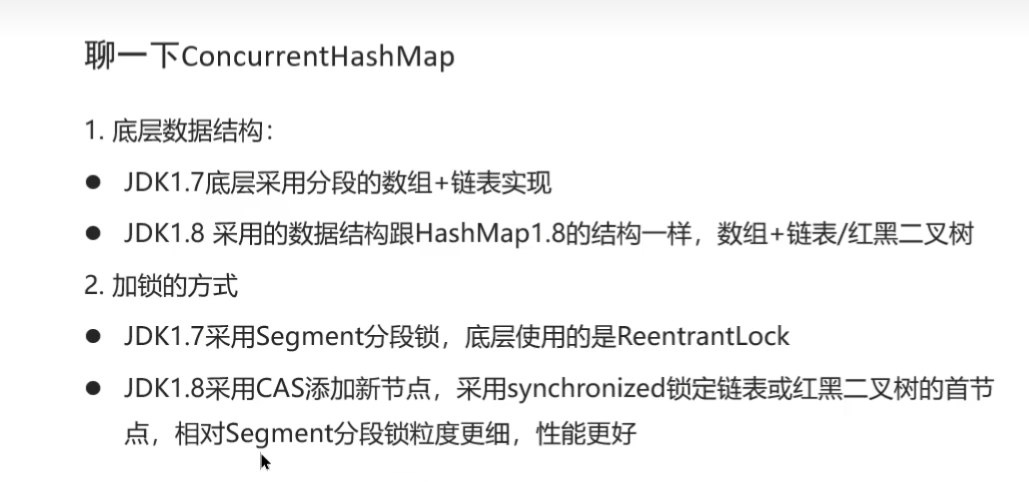 聊一下ConcurrentHashMap
1. 底层数据结构：
● JDK1.7底层采用分段的数组+链表实现
● JDK1.8 采用的数据结构跟HashMap1.8的结构一样，数组+链表/红黑二叉树
2. 加锁的方式
● JDK1.7采用Segment分段锁，底层使用的是ReentrantLock
● JDK1.8采用CAS添加新节点，采用synchronized锁定链表或红黑二叉树的首节
点，相对Segment分段锁粒度更细，性能更好